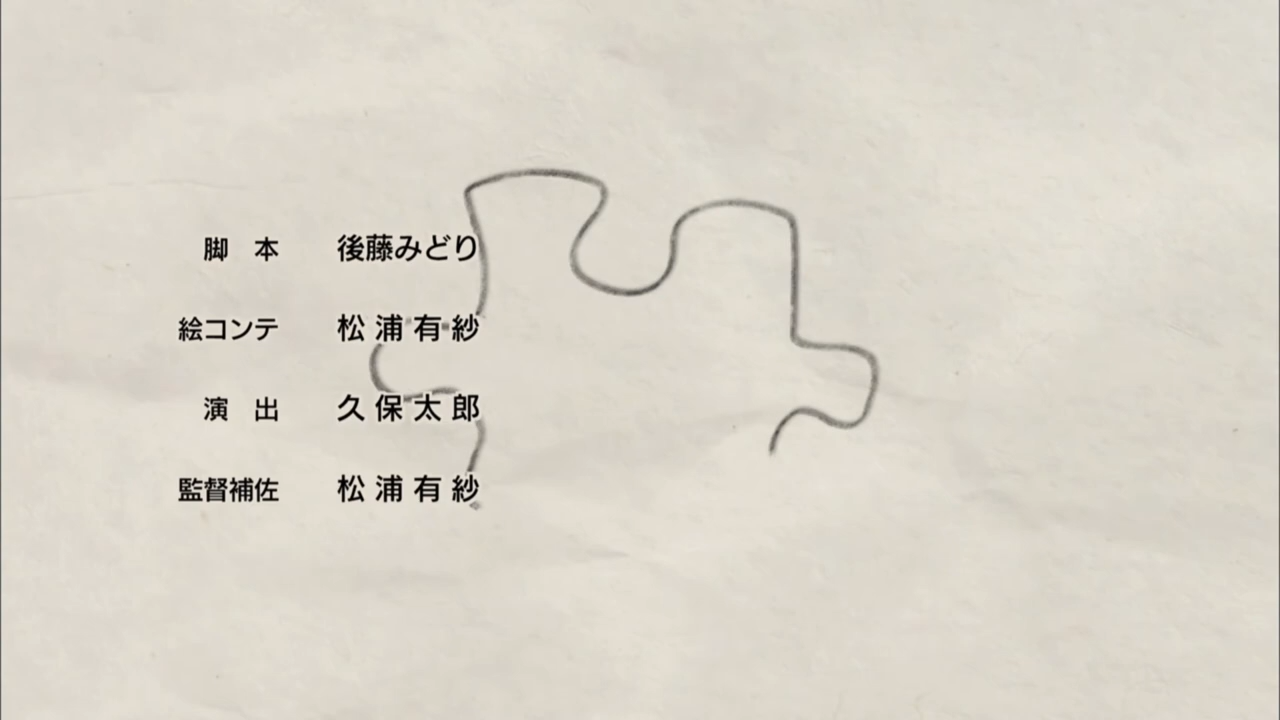 脚　本　後藤みどり
絵コンテ　松浦有紗
演　出　久保太郎
監督補佐　松浦有紗